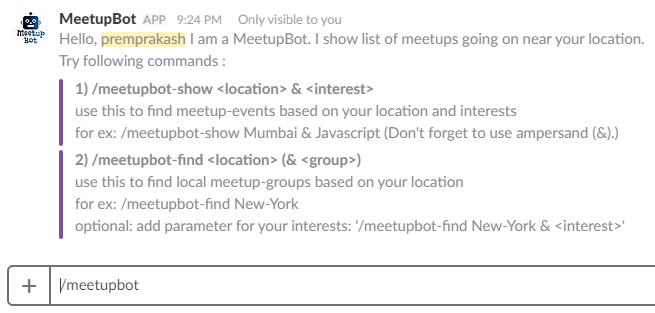 MeetupBot APP 9:24 PM Only visible to you
Meetup
Bot
Hello, premprakash I am a MeetupBot. I show list of meetups going on near your location.
Try following commands :
1) /meetupbot-show <location> & <interest>
use this to find meetup-events based on your location and interests
for ex: /meetupbot-show Mumbai & Javascript (Don't forget to use ampersand (&).)
2) /meetupbot-find <location> (& <group>)
use this to find local meetup-groups based on your location
for ex: /meetupbot-find New-York
optional: add parameter for your interests: '/meetupbot-find New-York & <interest>'
+ /meetupbot